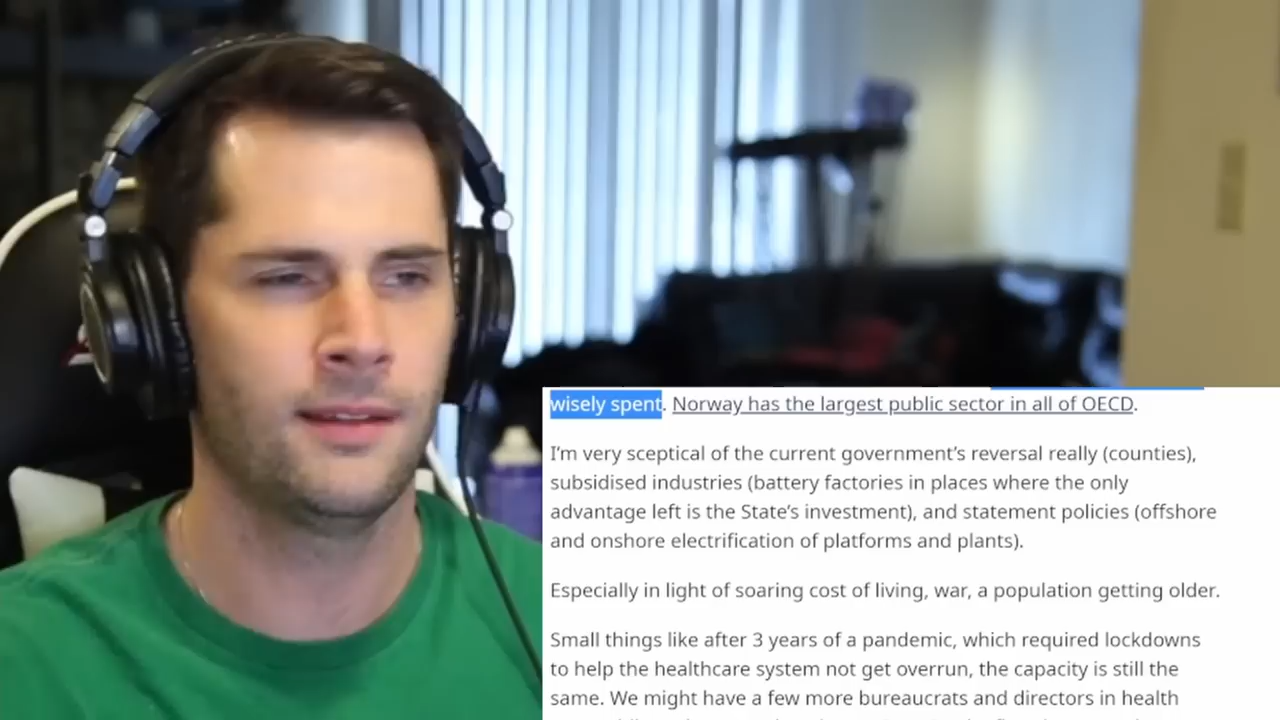 wisely spent. Norway has the largest public sector in all of OECD.
I'm very sceptical of the current government's reversal really (counties),
subsidised industries (battery factories in places where the only
advantage left is the State's investment), and statement policies (offshore
and onshore electrification of platforms and plants).
Especially in light of soaring cost of living, war, a population getting older.
Small things like after 3 years of a pandemic, which required lockdowns
to help the healthcare system not get overrun, the capacity is still the
same. We might have a few more bureaucrats and directors in health